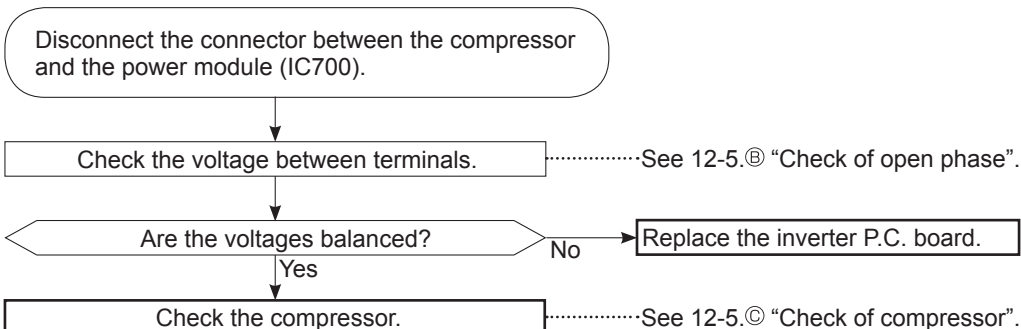 Disconnect the connector between the compressor
and the power module (IC700).
Check the voltage between terminals.
See 12-5.Ⓑ “Check of open phase”.
Are the voltages balanced?
No
Replace the inverter P.C. board.
Yes
Check the compressor.
See 12-5.Ⓒ “Check of compressor”.